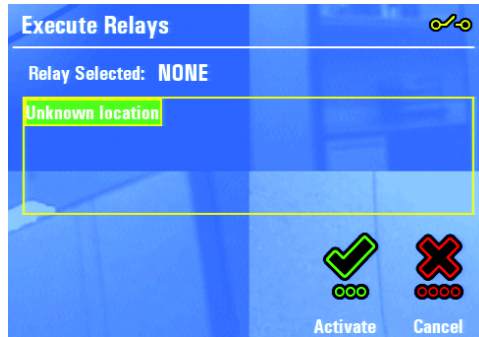 Execute Relays
Relay Selected: NONE
Unknown location
Activate Cancel